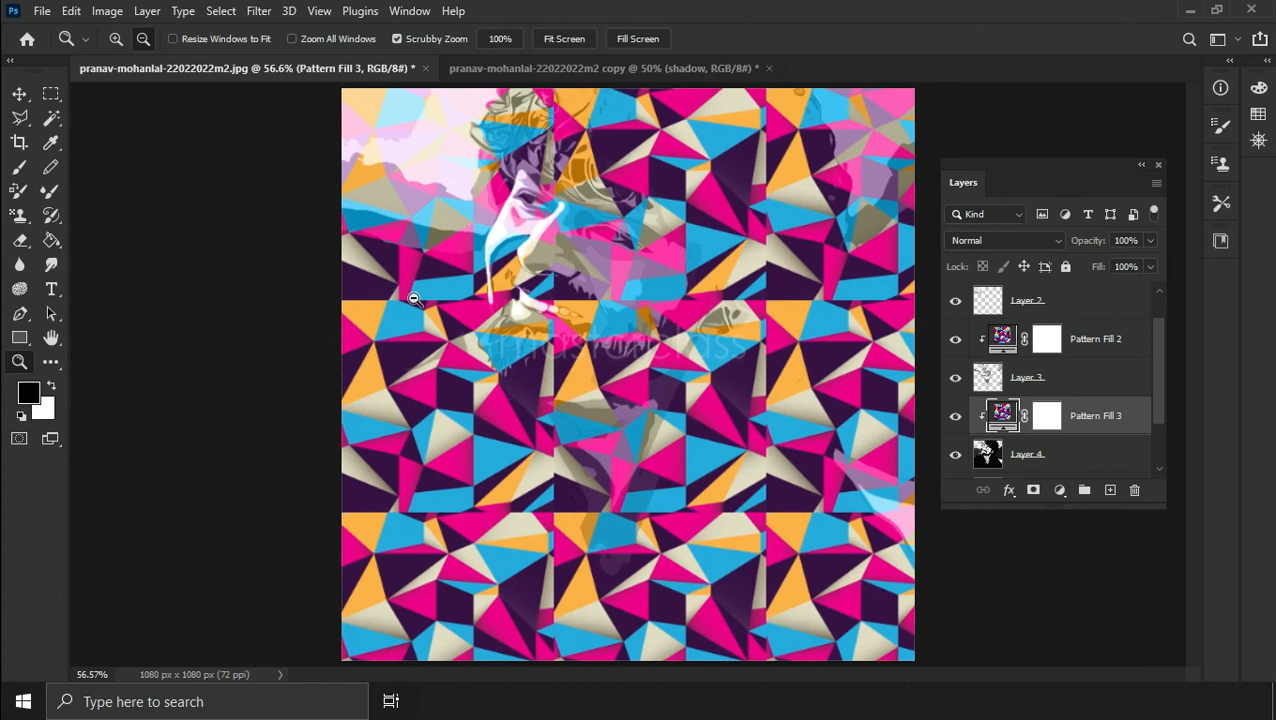 Ps File Edit Image Layer Type Select Filter 3D View Plugins Window Help
Resize Windows to Fit Zoom All Windows Scrubby Zoom 100% Fit Screen Fill Screen
pranav-mohanlal-22022022m2.jpg @ 56.6% (Pattern Fill 3, RGB/8#) * × pranav-mohanlal-22022022m2 copy @ 50% (shadow, RGB/8#) * ×
Layers
Kind
Normal Opacity: 100%
Lock: Fill: 100%
Layer 2
Pattern Fill 2
Layer 3
Pattern Fill 3
Layer 4
fx
masterclass
56.57% 1080 px x 1080 px (72 ppi)
Type here to search